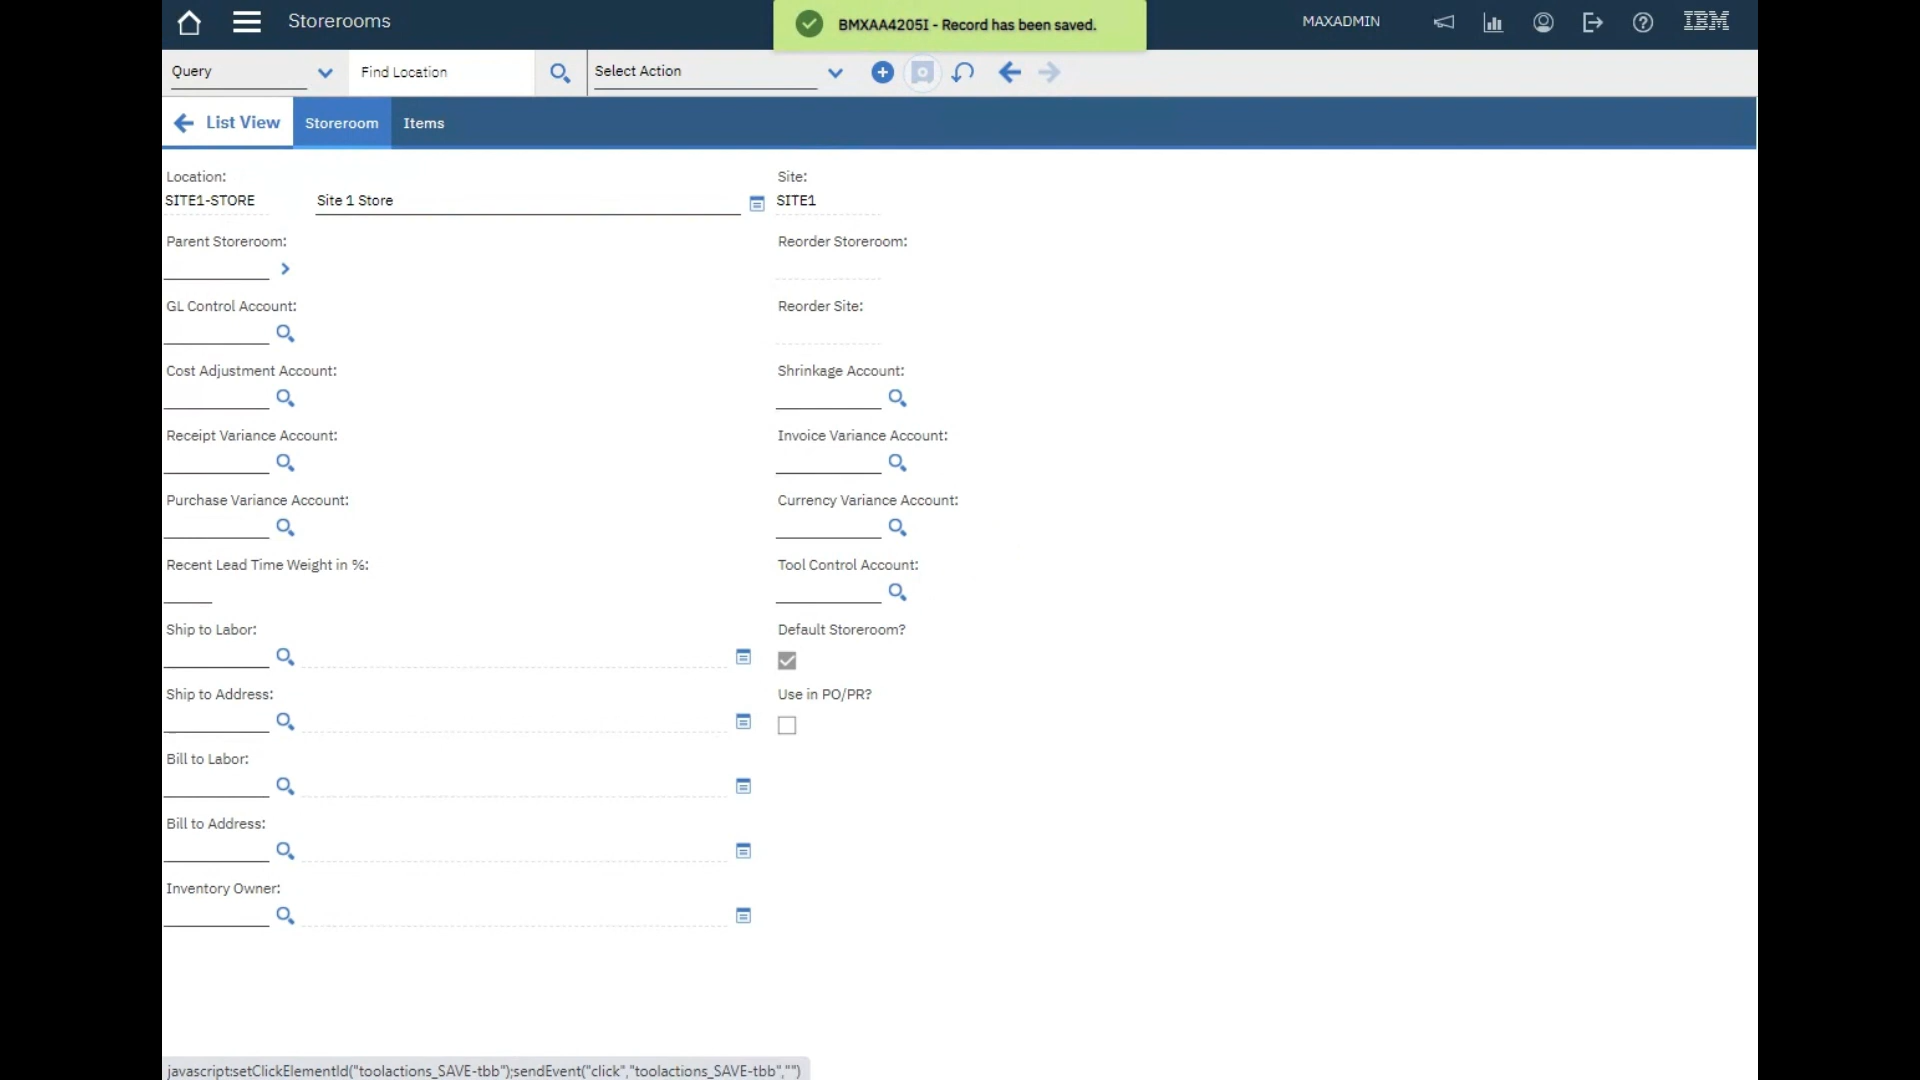 Storerooms
BMXAA4205I - Record has been saved.
MAXADMIN
IBM
Query
Find Location
Select Action
List View
Storeroom
Items
Location:
SITE1-STORE
Site 1 Store
Site:
SITE1
Parent Storeroom:
Reorder Storeroom:
GL Control Account:
Reorder Site:
Cost Adjustment Account:
Shrinkage Account:
Receipt Variance Account:
Invoice Variance Account:
Purchase Variance Account:
Currency Variance Account:
Recent Lead Time Weight in %:
Tool Control Account:
Ship to Labor:
Default Storeroom?
Ship to Address:
Use in PO/PR?
Bill to Labor:
Bill to Address:
Inventory Owner:
javascript:setClickElementId("toolactions_SAVE-tbb");sendEvent("click","toolactions_SAVE-tbb","")